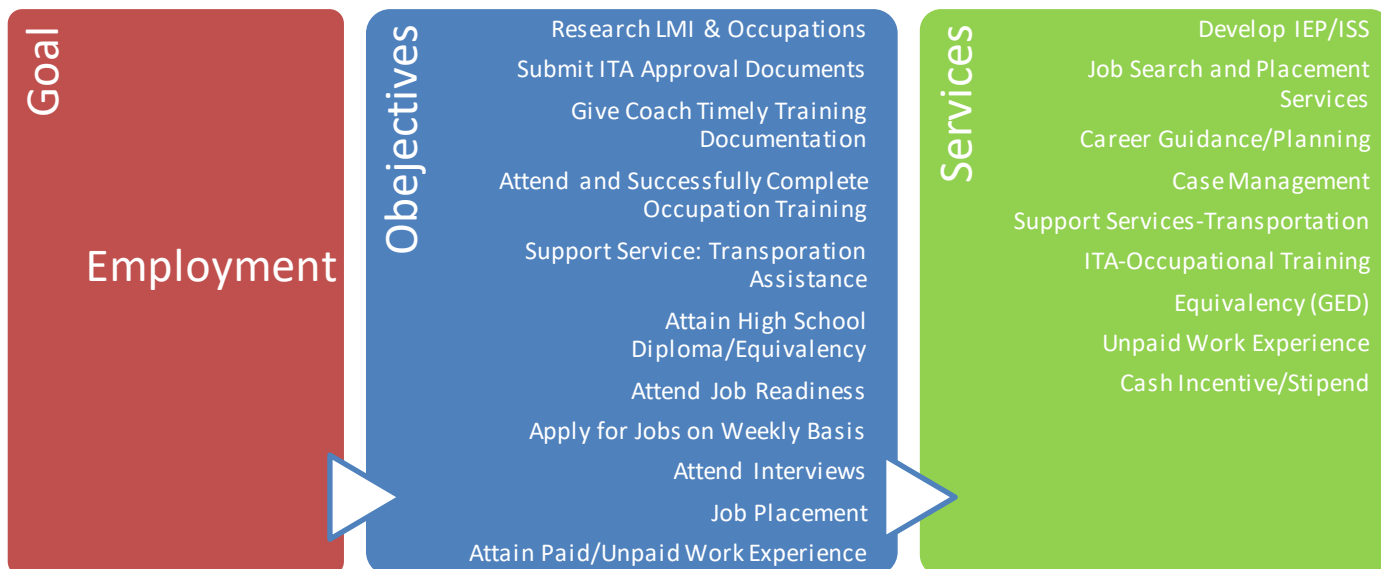 Goal
Employment
Obejectives
Research LMI & Occupations
Submit ITA Approval Documents
Give Coach Timely Training
Documentation
Attend and Successfully Complete
Occupation Training
Support Service: Transporation
Assistance
Attain High School
Diploma/Equivalency
Attend Job Readiness
Apply for Jobs on Weekly Basis
Attend Interviews
Job Placement
Attain Paid/Unpaid Work Experience
Services
Develop IEP/ISS
Job Search and Placement
Services
Career Guidance/Planning
Case Management
Support Services-Transportation
ITA-Occupational Training
Equivalency (GED)
Unpaid Work Experience
Cash Incentive/Stipend